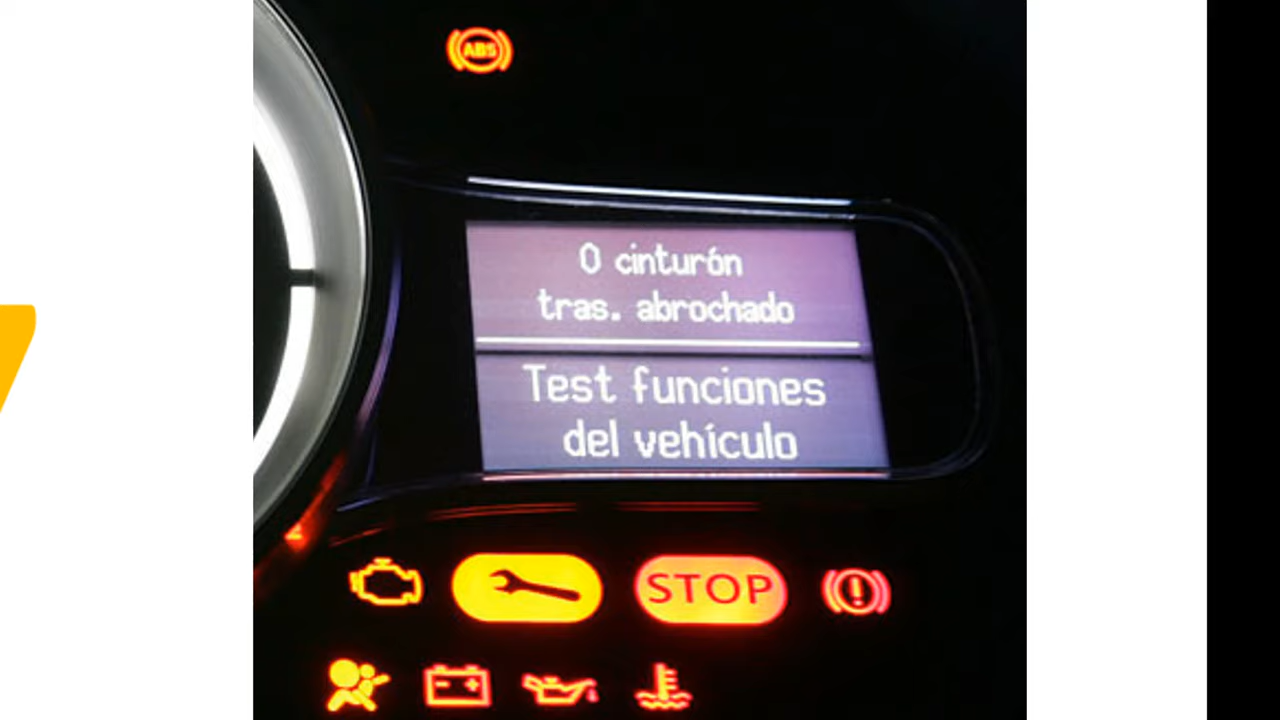 ABS
0 cinturón
tras. abrochado
Test funciones
del vehículo
STOP